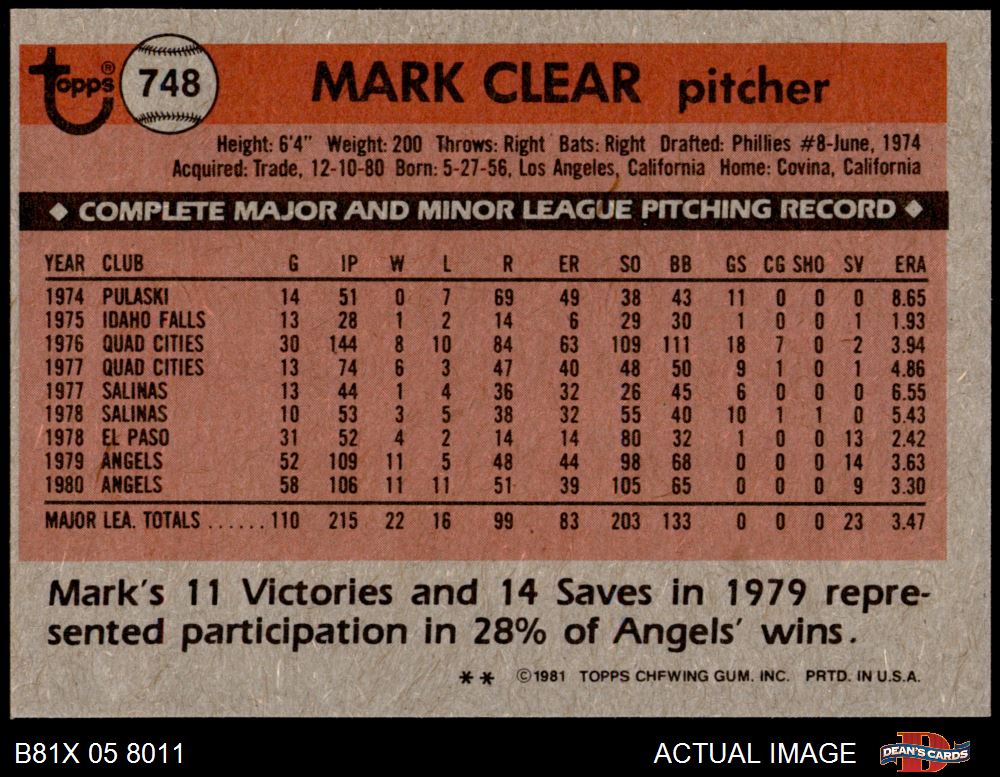 Topps® 748 MARK CLEAR pitcher
Height: 6'4" Weight: 200 Throws: Right Bats: Right Drafted: Phillies #8-June, 1974
Acquired: Trade, 12-10-80 Born: 5-27-56, Los Angeles, California Home: Covina, California
◆ COMPLETE MAJOR AND MINOR LEAGUE PITCHING RECORD ◆
YEAR CLUB G IP W L R ER SO BB GS CG SHO SV ERA
1974 PULASKI 14 51 0 7 69 49 38 43 11 0 0 0 8.65
1975 IDAHO FALLS 13 28 1 2 14 6 29 30 1 0 0 1 1.93
1976 QUAD CITIES 30 144 8 10 84 63 109 111 18 7 0 2 3.94
1977 QUAD CITIES 13 74 6 3 47 40 48 50 9 1 0 1 4.86
1977 SALINAS 13 44 1 4 36 32 26 45 6 0 0 0 6.55
1978 SALINAS 10 53 3 5 38 32 55 40 10 1 1 0 5.43
1978 EL PASO 31 52 4 2 14 14 80 32 1 0 0 13 2.42
1979 ANGELS 52 109 11 5 48 44 98 68 0 0 0 14 3.63
1980 ANGELS 58 106 11 11 51 39 105 65 0 0 0 9 3.30
MAJOR LEA. TOTALS ...... 110 215 22 16 99 83 203 133 0 0 0 23 3.47
Mark's 11 Victories and 14 Saves in 1979 repre-
sented participation in 28% of Angels' wins.
** ©1981 TOPPS CHEWING GUM. INC. PRTD. IN U.S.A.
B81X 05 8011 ACTUAL IMAGE DEAN'S CARDS